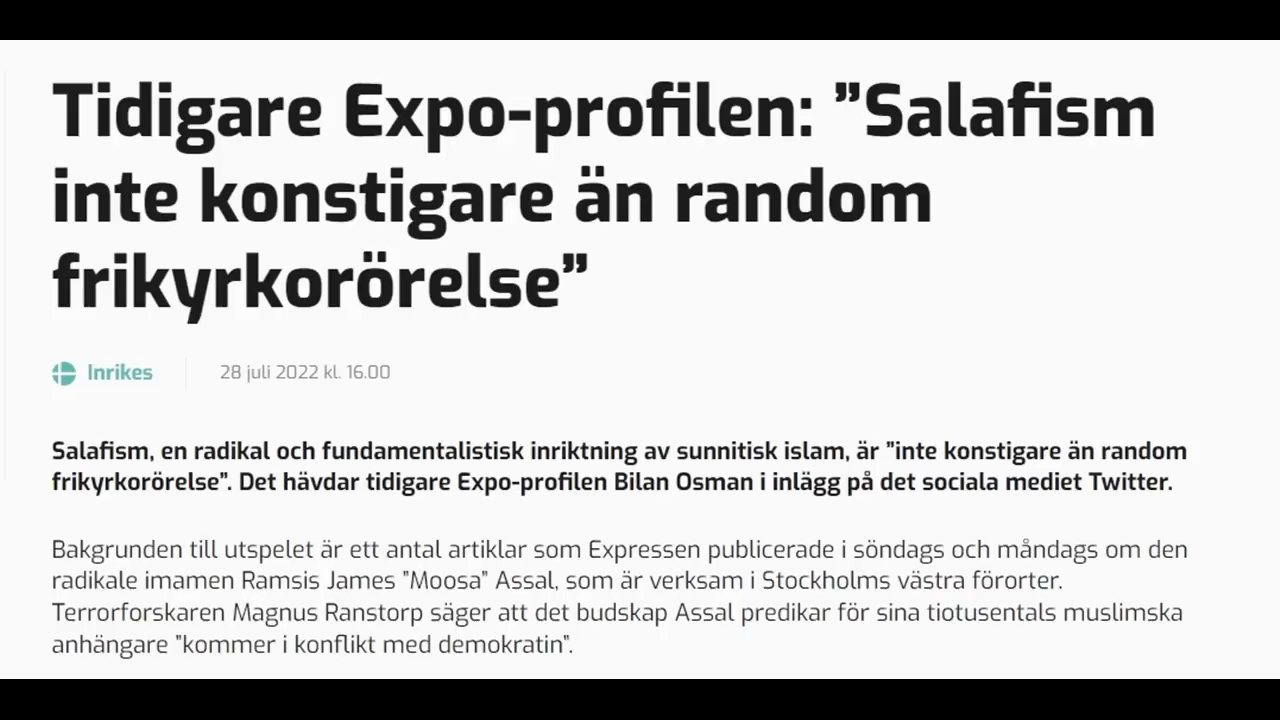 Tidigare Expo-profilen: ”Salafism
inte konstigare än random
frikyrkorörelse”
Inrikes
28 juli 2022 kl. 16.00
Salafism, en radikal och fundamentalistisk inriktning av sunnitisk islam, är ”inte konstigare än random
frikyrkorörelse”. Det hävdar tidigare Expo-profilen Bilan Osman i inlägg på det sociala mediet Twitter.
Bakgrunden till utspelet är ett antal artiklar som Expressen publicerade i söndags och måndags om den
radikale imamen Ramsis James ”Moosa” Assal, som är verksam i Stockholms västra förorter.
Terrorforskaren Magnus Ranstorp säger att det budskap Assal predikar för sina tiotusentals muslimska
anhängare ”kommer i konflikt med demokratin”.